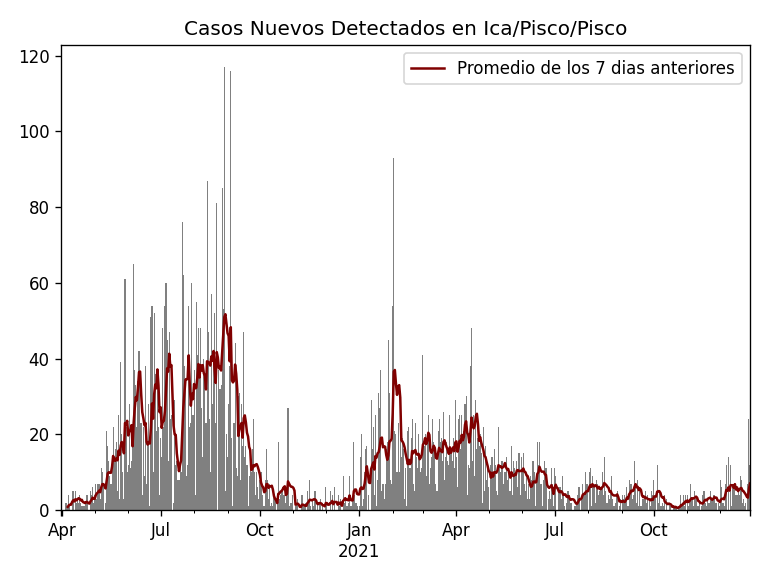 Casos Nuevos Detectados en Ica/Pisco/Pisco
Promedio de los 7 dias anteriores
120
100
80
60
40
20
0
Apr Jul Oct Jan Apr Jul Oct
2021